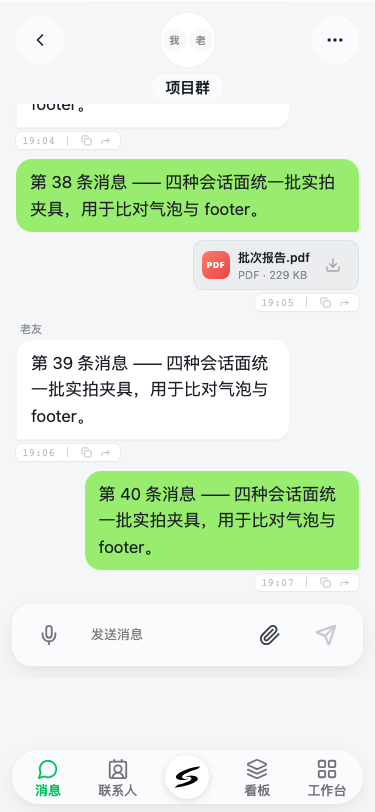 我 老
项目群
footer。
19:04
第 38 条消息 —— 四种会话面统一批实拍
夹具，用于比对气泡与 footer。
PDF
批次报告.pdf
PDF · 229 KB
19:05
老友
第 39 条消息 —— 四种会话面统
一批实拍夹具，用于比对气泡与
footer。
19:06
第 40 条消息 —— 四种会话面统
一批实拍夹具，用于比对气泡与
footer。
19:07
发送消息
消息 联系人 看板 工作台